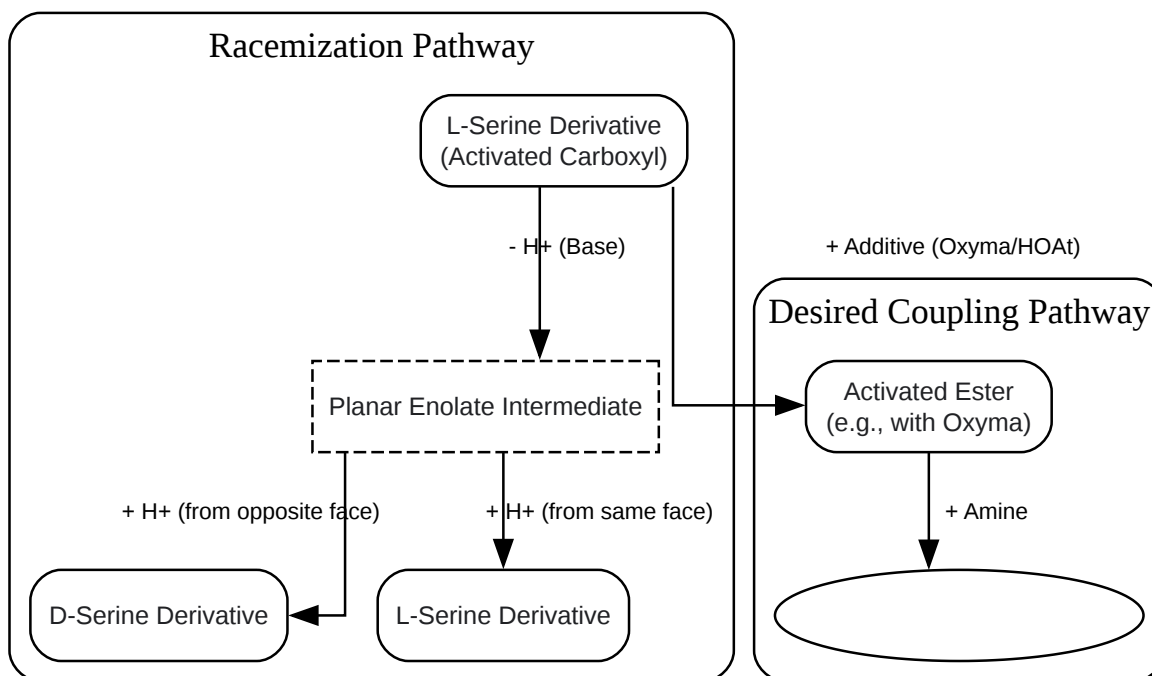 Racemization Pathway
L-Serine Derivative
(Activated Carboxyl)
- H+ (Base)
+ Additive (Oxyma/HOAt)
Desired Coupling Pathway
Planar Enolate Intermediate
Activated Ester
(e.g., with Oxyma)
+ H+ (from opposite face)
+ H+ (from same face)
+ Amine
D-Serine Derivative
L-Serine Derivative